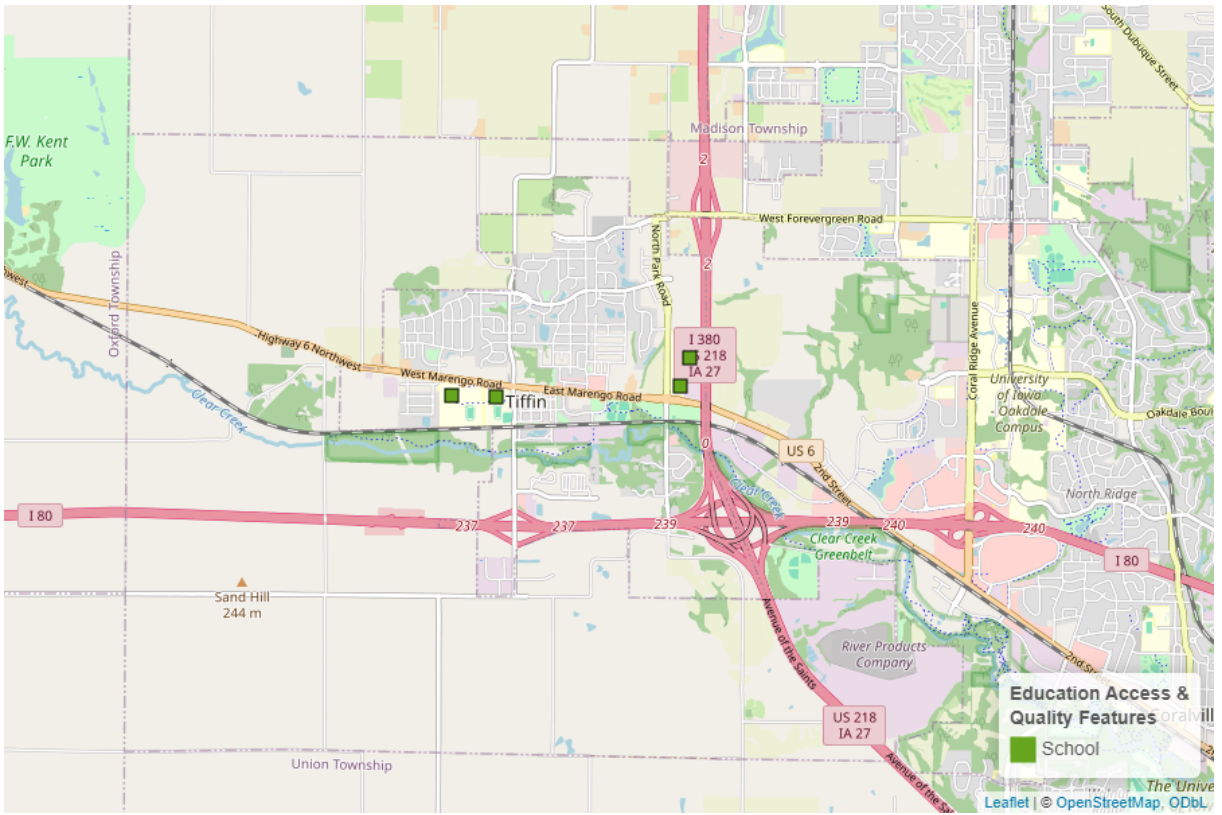 South Dubuque Street
Madison Township
F.W. Kent
Park
2
West Forevergreen Road
North Park Road
2
Oxford Township
Highway 6 Northwest
I 380
218
IA 27
Coral Ridge Avenue
West Marengo Road
East Marengo Road
Tiffin
University
of Iowa
Oakdale
Campus
Clear Creek
0
US 6
2nd Street
Clear Creek
North Ridge
I 80
237
237
239
239
240
240
Clear Creek
Greenbelt
I 80
Sand Hill
244 m
Avenue of the Saints
River Products
Company
2nd Street
US 218
IA 27
Union Township
Avenue of the
Education Access &
Quality Features
School
The
Leaflet | © OpenStreetMap, ODbL